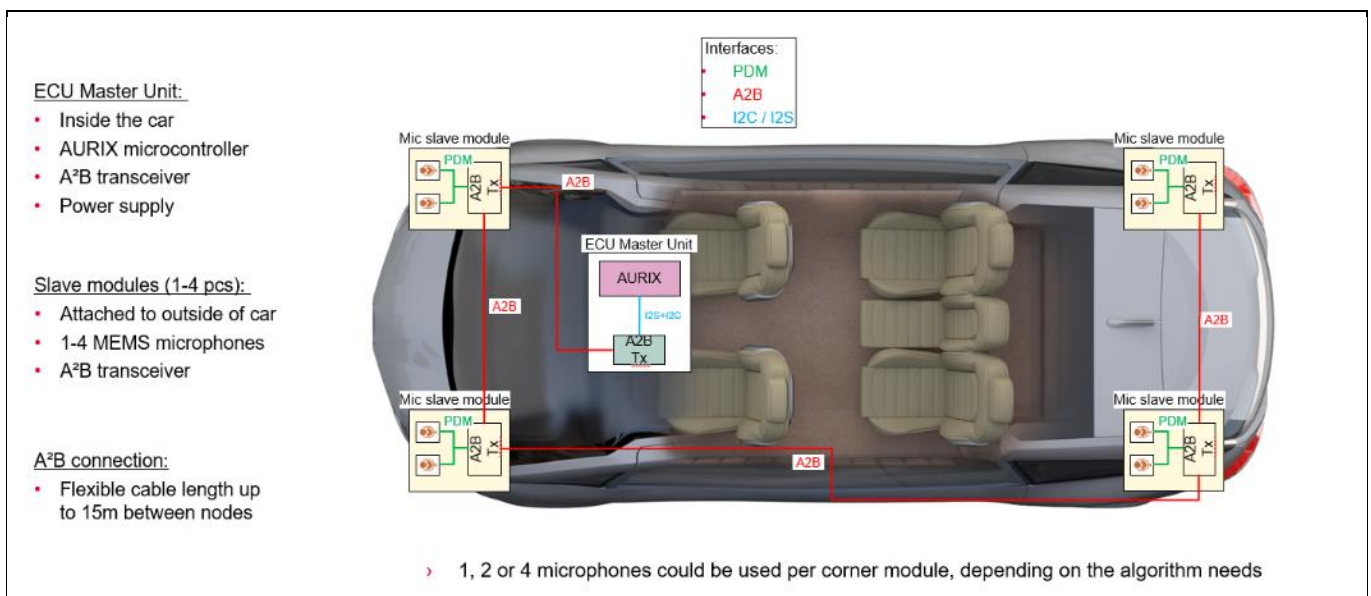 ECU Master Unit:
• Inside the car
• AURIX microcontroller
• A²B transceiver
• Power supply
Slave modules (1-4 pcs):
• Attached to outside of car
• 1-4 MEMS microphones
• A²B transceiver
A²B connection:
• Flexible cable length up
to 15m between nodes
Interfaces:
PDM
A2B
I2C / I2S
Mic slave module
PDM
A2B
Tx
A2B
Mic slave module
PDM
A2B
Tx
ECU Master Unit
AURIX
I2S+I2C
A2B
Tx
A2B
A2B
Mic slave module
PDM
A2B
Tx
A2B
Mic slave module
PDM
A2B
Tx
› 1, 2 or 4 microphones could be used per corner module, depending on the algorithm needs